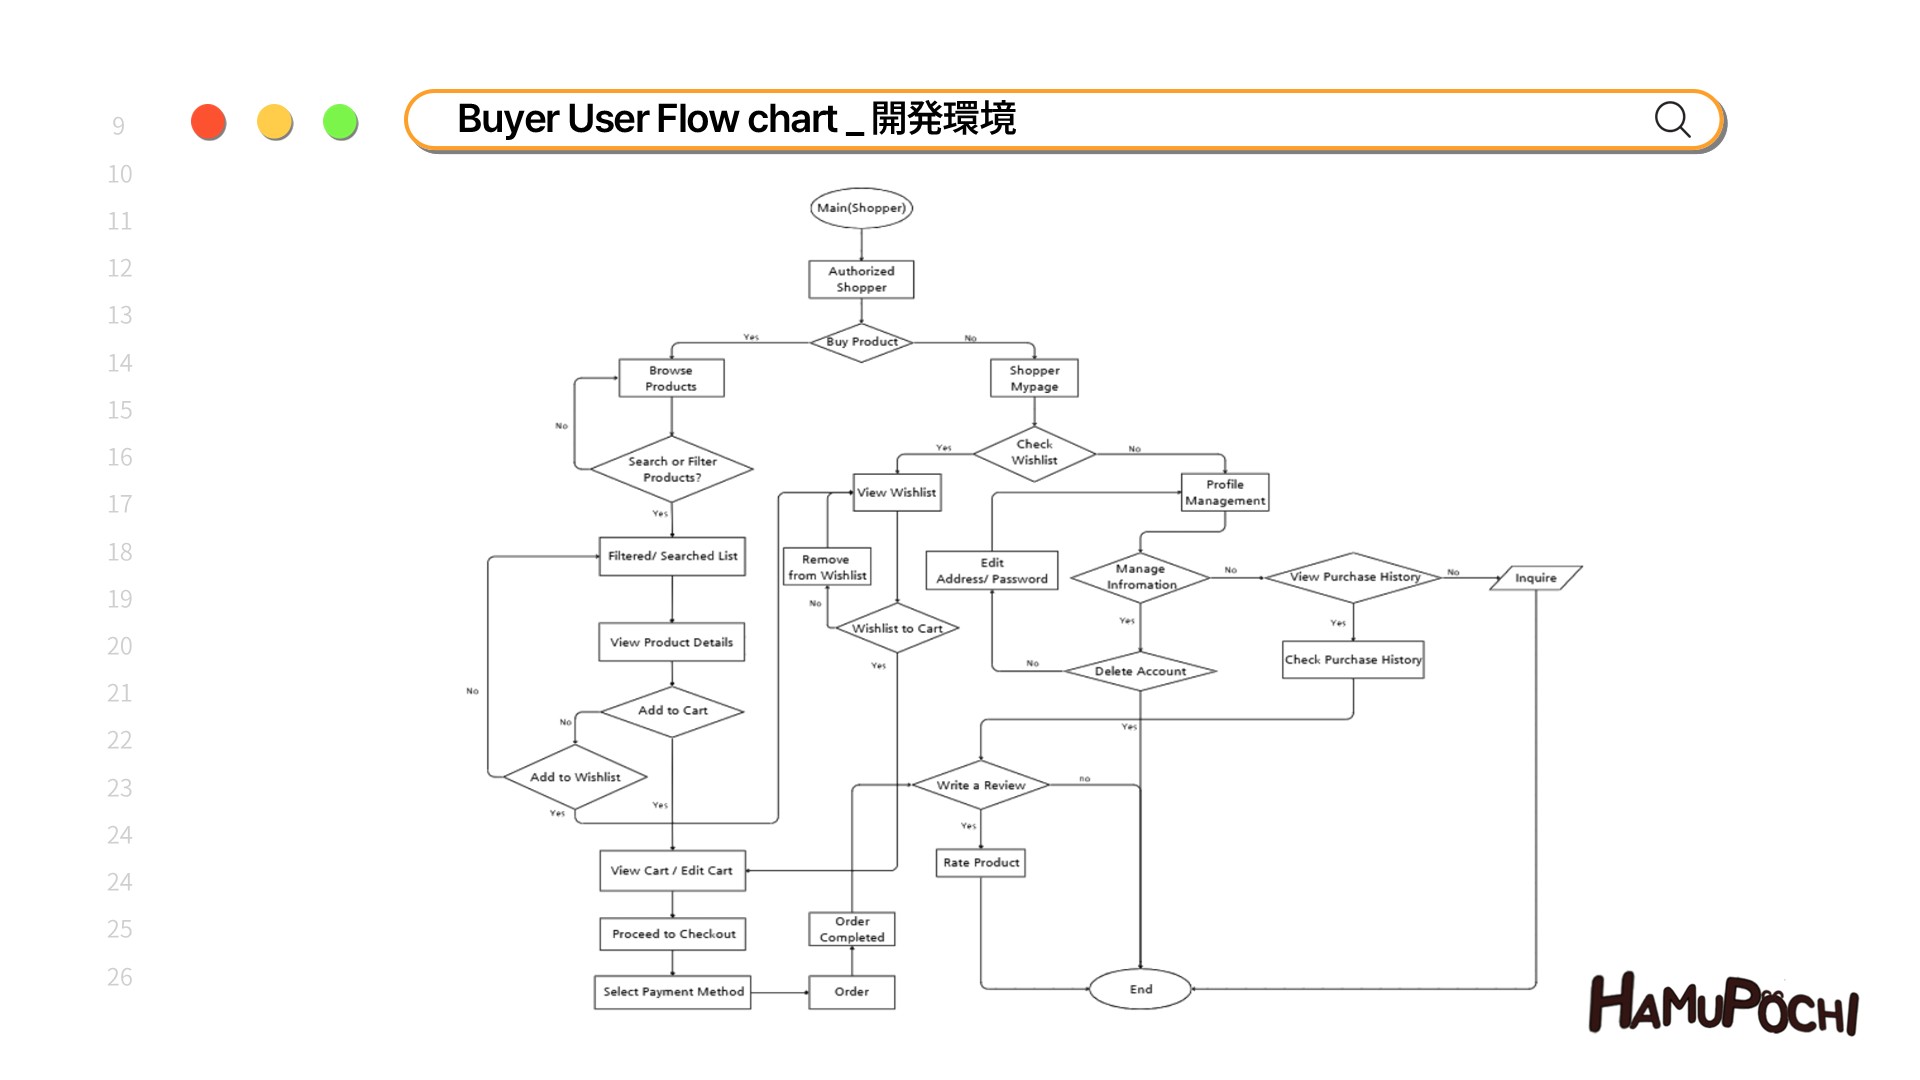 Buyer User Flow chart _ 開発環境
9
10
11
12
13
14
15
16
17
18
19
20
21
22
23
24
24
25
26
Main(Shopper)
Authorized
Shopper
Buy Product
Yes
No
Browse
Products
Shopper
Mypage
No
Search or Filter
Products?
Yes
Check
Wishlist
Yes
No
View Wishlist
Profile
Management
Filtered/ Searched List
Remove
from Wishlist
No
Wishlist to Cart
Yes
Edit
Address/ Password
Manage
Infromation
No
View Purchase History
No
Inquire
Yes
Yes
View Product Details
No
Delete Account
Check Purchase History
Yes
No
Add to Cart
No
Add to Wishlist
Yes
Yes
Write a Review
no
Yes
Rate Product
View Cart / Edit Cart
Proceed to Checkout
Order
Completed
Select Payment Method
Order
End
HAMUPOCHI